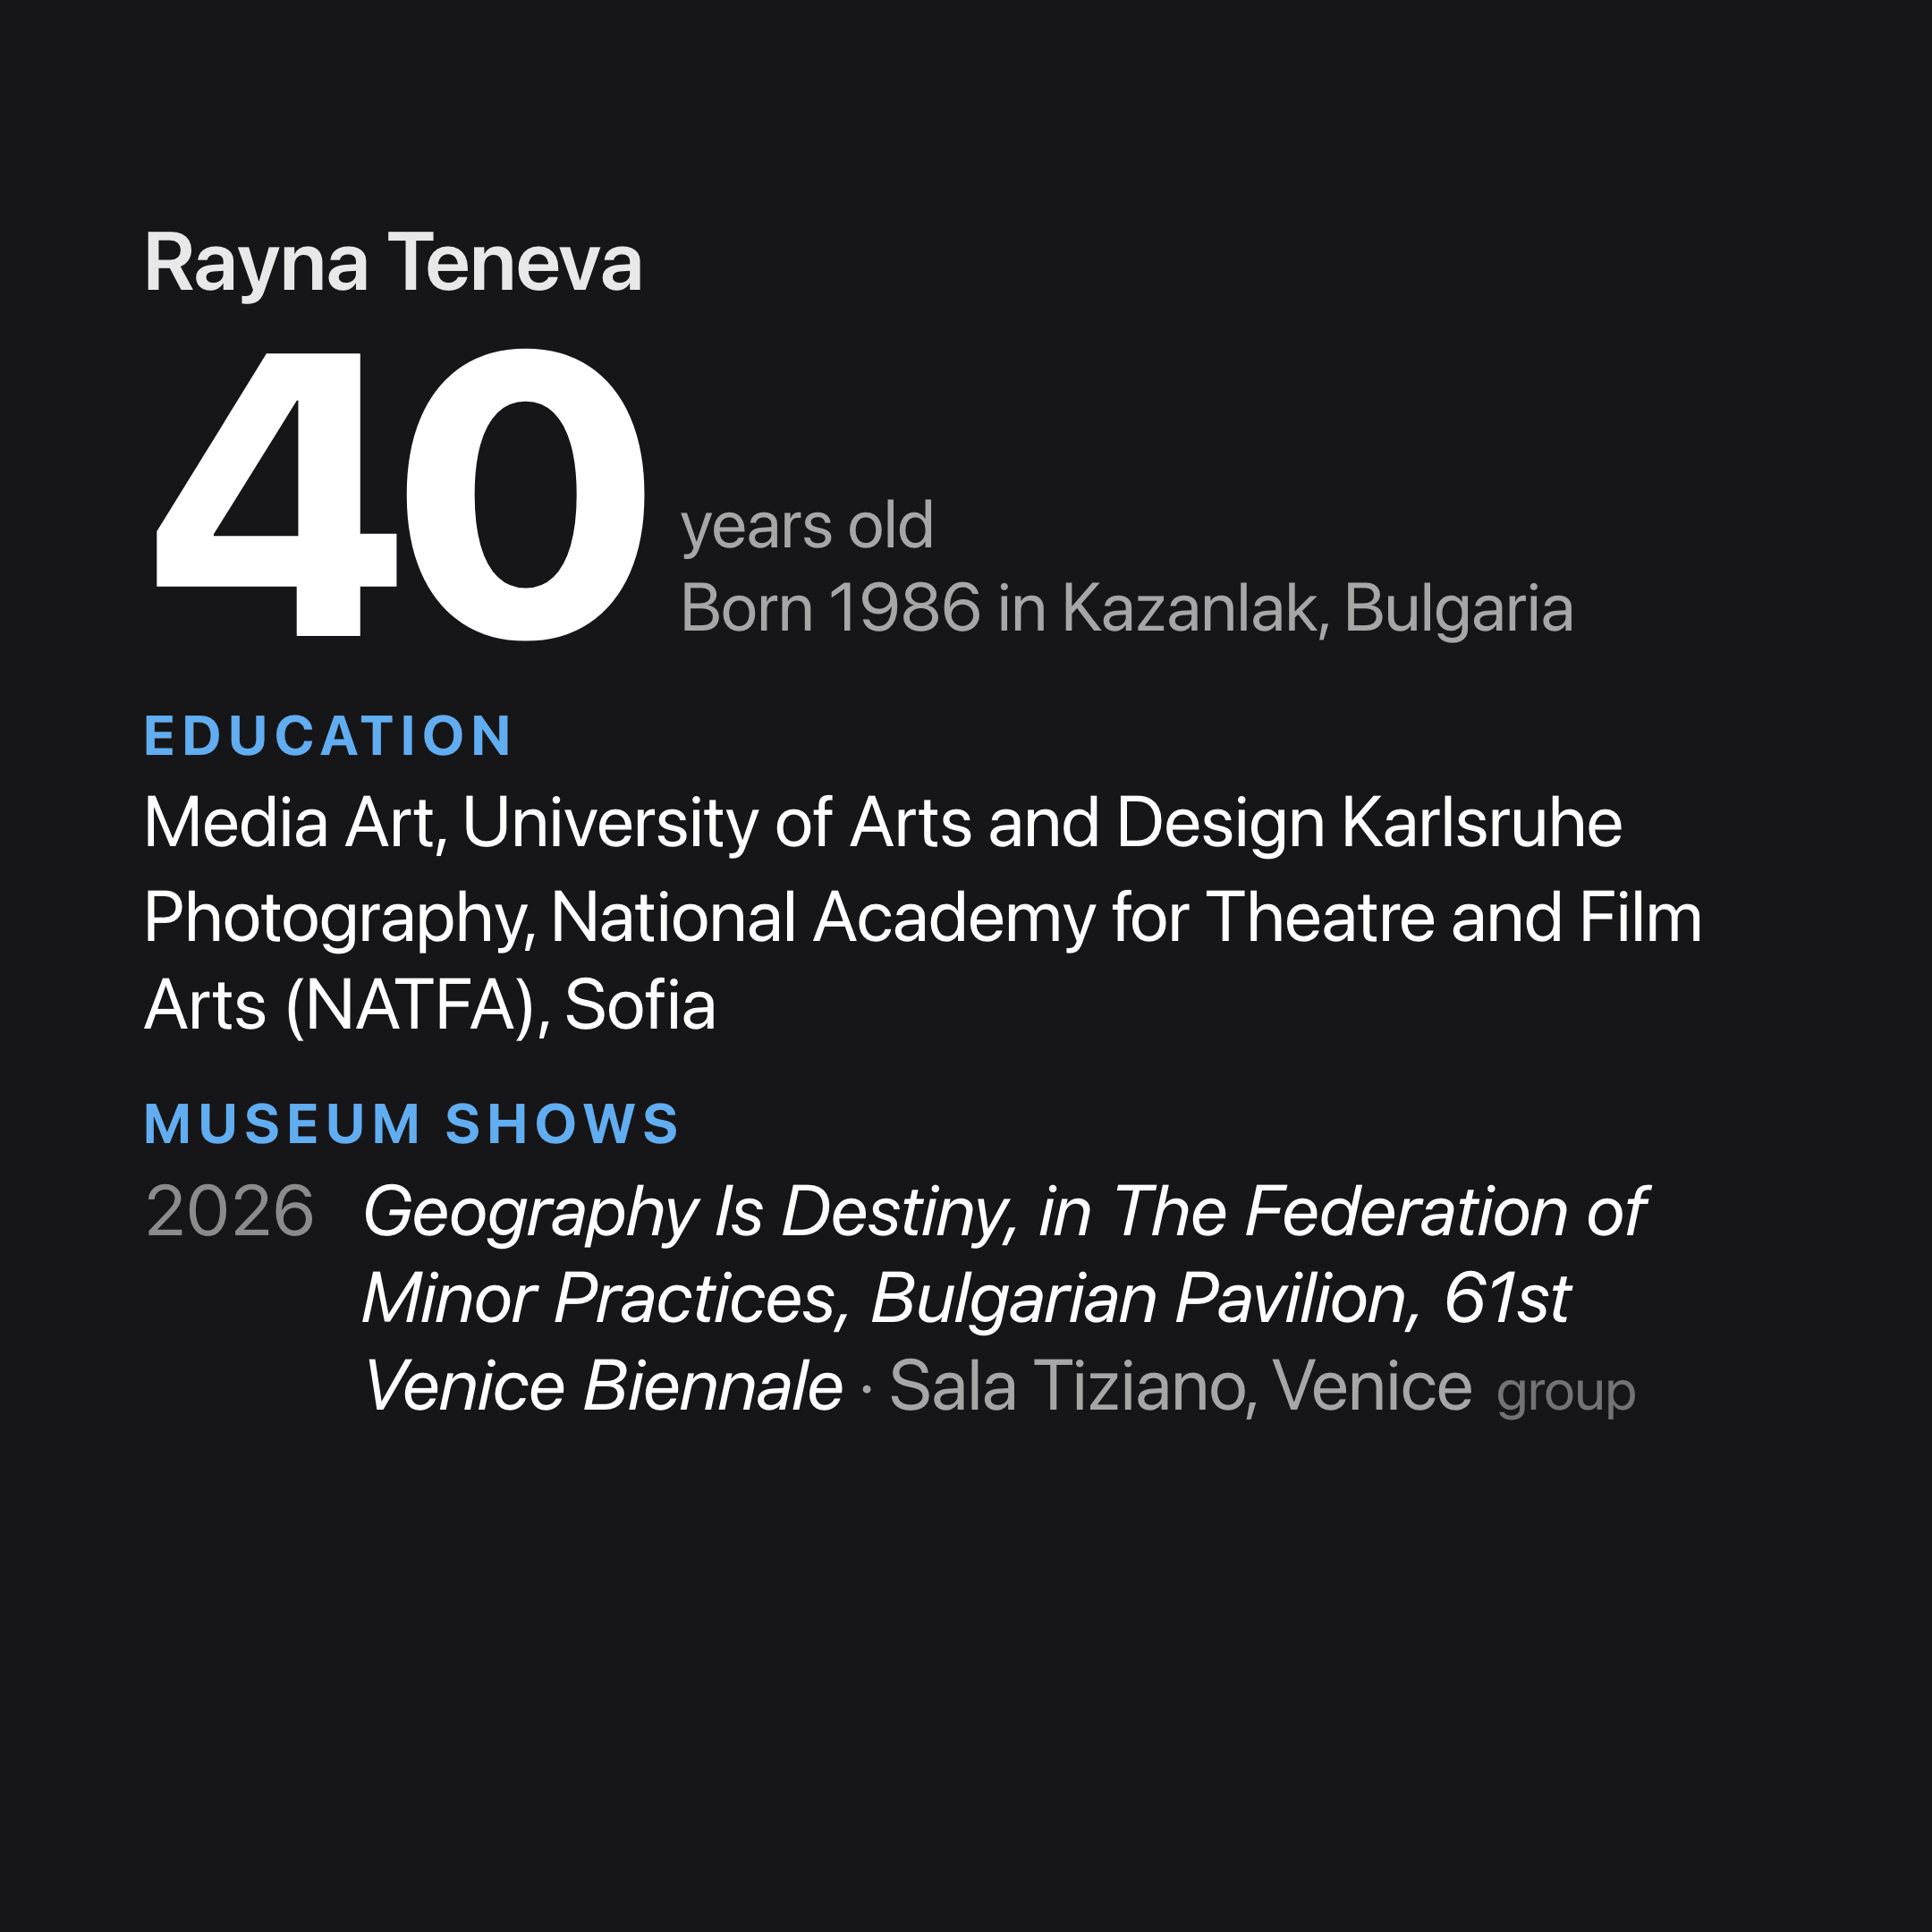 Rayna Teneva
40
years old
Born 1986 in Kazanlak, Bulgaria
EDUCATION
Media Art, University of Arts and Design Karlsruhe
Photography, National Academy for Theatre and Film
Arts (NATFA), Sofia
MUSEUM SHOWS
2026 Geography Is Destiny, in The Federation of
Minor Practices, Bulgarian Pavilion, 61st
Venice Biennale · Sala Tiziano, Venice group